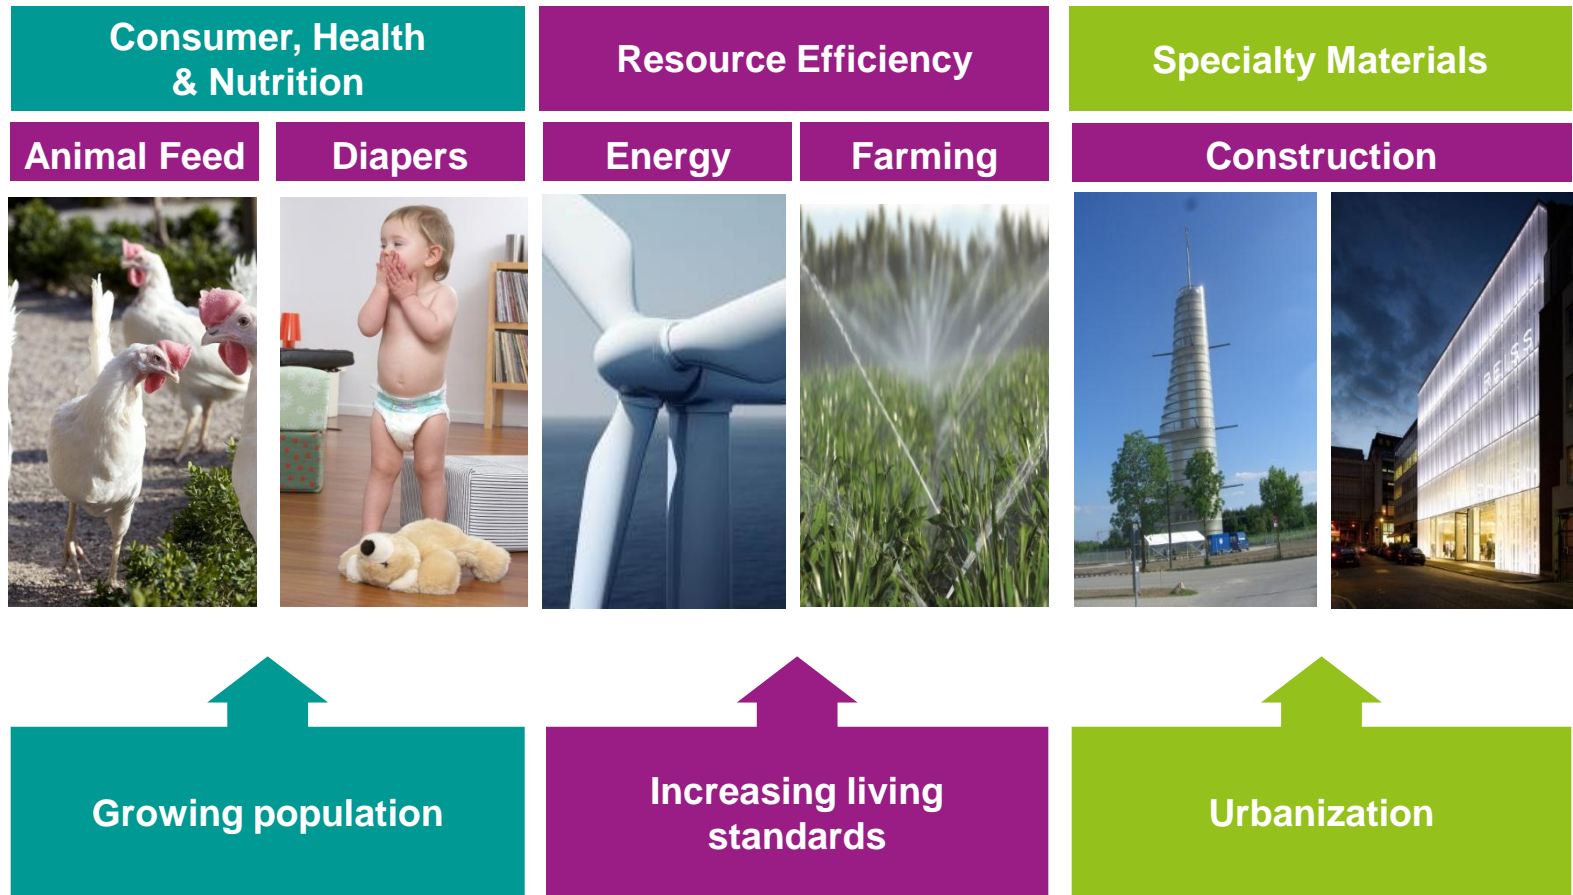 Consumer, Health
& Nutrition
Resource Efficiency
Specialty Materials
Animal Feed
Diapers
Energy
Farming
Construction
REISS
Growing population
Increasing living
standards
Urbanization